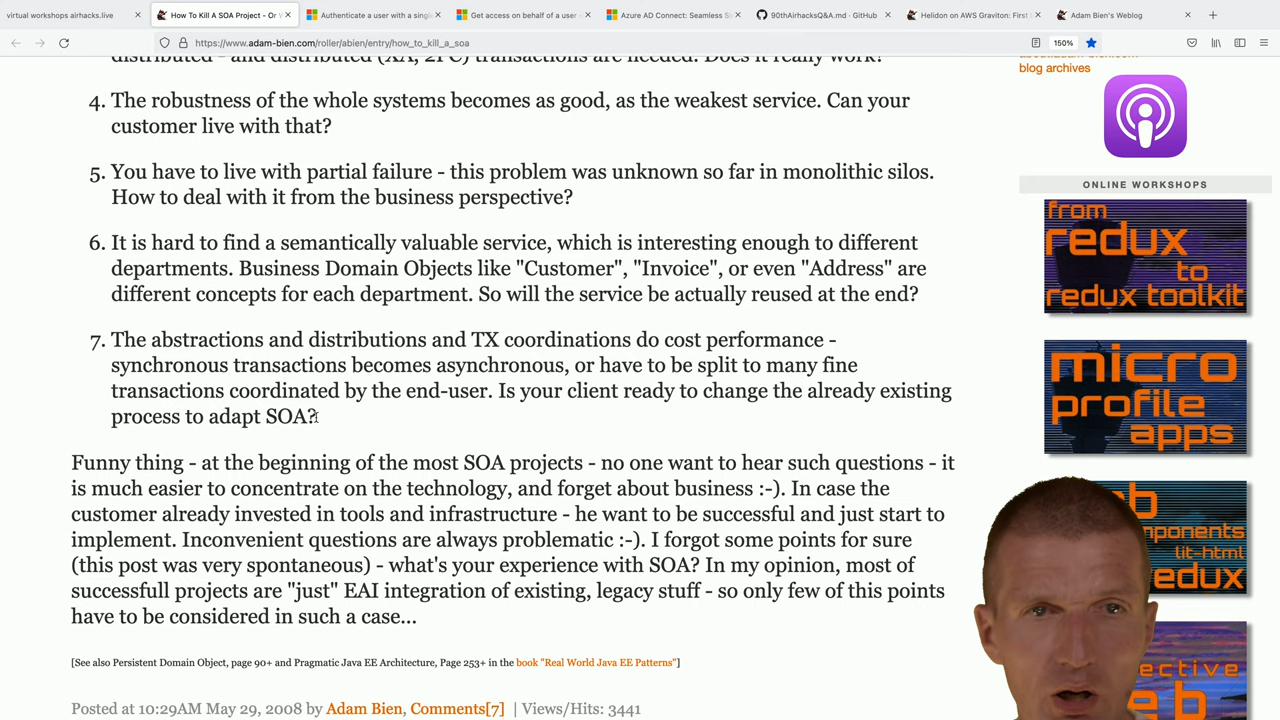 virtual workshops airhacks.live
How To Kill A SOA Project - Or W
Authenticate a user with a singl
Get access on behalf of a user -
Azure AD Connect: Seamless Si
90thAirhacksQ&A.md · GitHub
Helidon on AWS Graviton: First I
Adam Bien's Weblog
https://www.adam-bien.com/roller/abien/entry/how_to_kill_a_soa
150%
distributed - and distributed (XA, 2PC) transactions are needed. Does it really work?
4. The robustness of the whole systems becomes as good, as the weakest service. Can your
customer live with that?
5. You have to live with partial failure - this problem was unknown so far in monolithic silos.
How to deal with it from the business perspective?
6. It is hard to find a semantically valuable service, which is interesting enough to different
departments. Business Domain Objects like "Customer", "Invoice", or even "Address" are
different concepts for each department. So will the service be actually reused at the end?
7. The abstractions and distributions and TX coordinations do cost performance -
synchronous transactions becomes asynchronous, or have to be split to many fine
transactions coordinated by the end-user. Is your client ready to change the already existing
process to adapt SOA?
Funny thing - at the beginning of the most SOA projects - no one want to hear such questions - it
is much easier to concentrate on the technology, and forget about business :-). In case the
customer already invested in tools and infrastructure - he want to be successful and just start to
implement. Inconvenient questions are always problematic :-). I forgot some points for sure
(this post was very spontaneous) - what's your experience with SOA? In my opinion, most of
successfull projects are "just" EAI integration of existing, legacy stuff - so only few of this points
have to be considered in such a case...
[See also Persistent Domain Object, page 90+ and Pragmatic Java EE Architecture, Page 253+ in the book "Real World Java EE Patterns"]
Posted at 10:29AM May 29, 2008 by Adam Bien, Comments[7] | Views/Hits: 3441
blog archives
ONLINE WORKSHOPS
from
redux
to
redux toolkit
micro
profile
apps
b
mponents
lit-html
edux
ective
eb